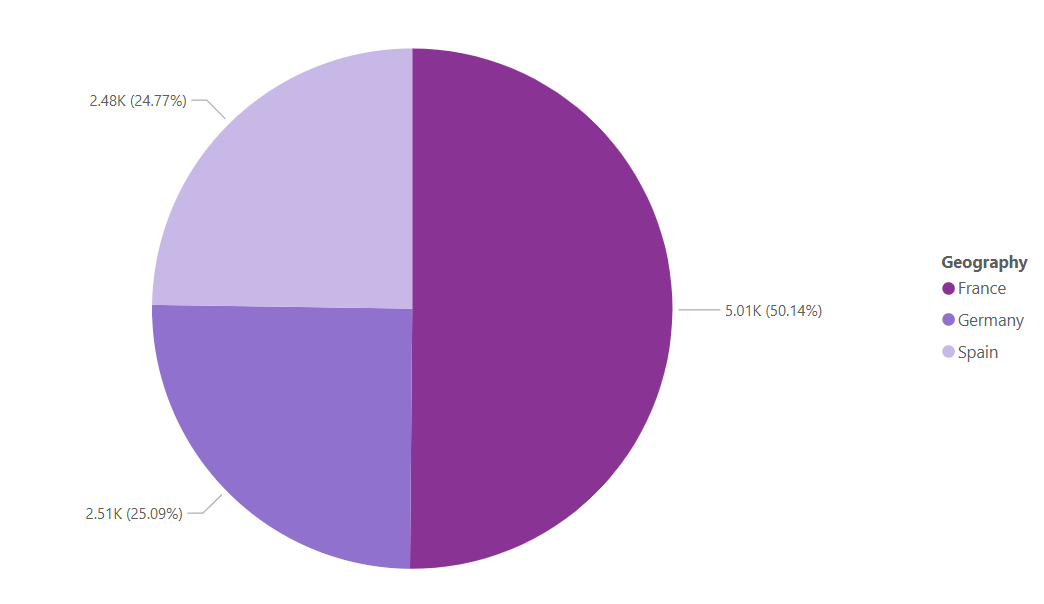 2.48K (24.77%)
5.01K (50.14%)
2.51K (25.09%)
Geography
France
Germany
Spain